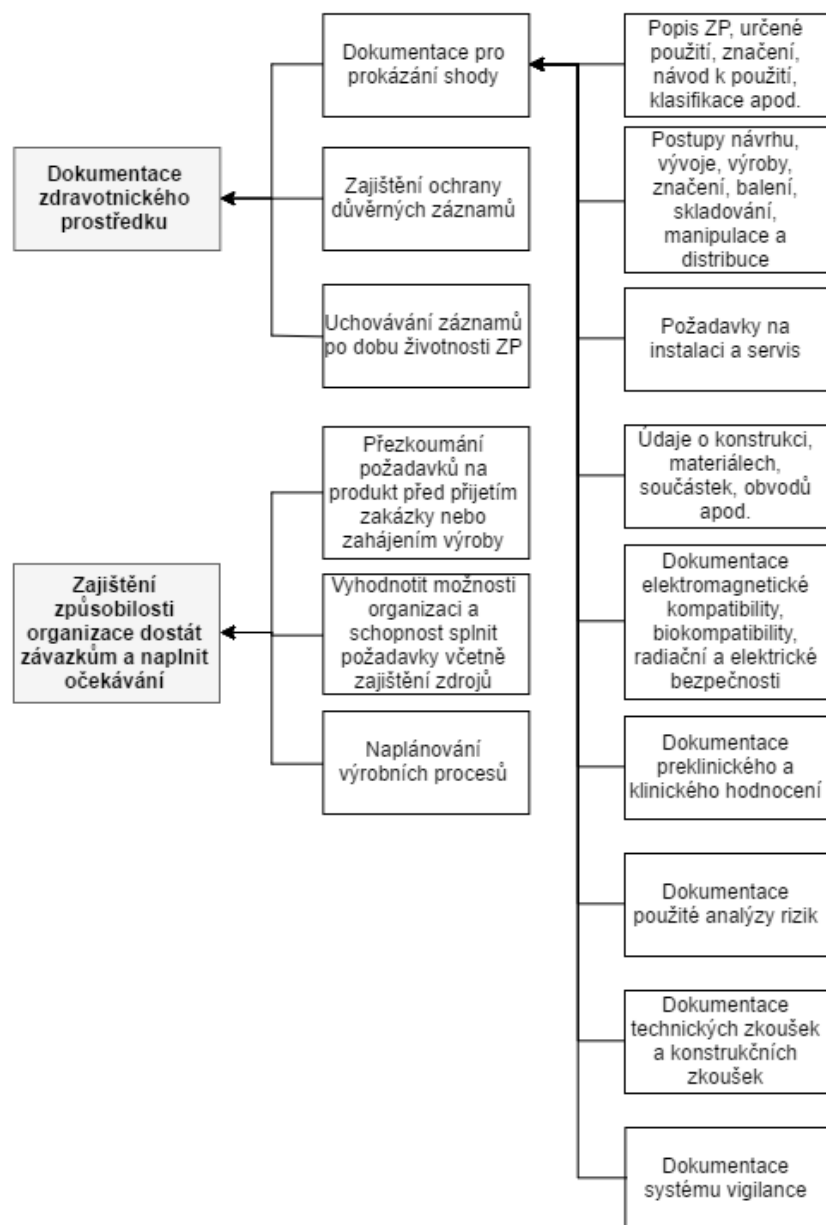 Dokumentace pro
prokázání shody
Popis ZP, určené
použití, značení,
návod k použití,
klasifikace apod.
Dokumentace
zdravotnického
prostředku
Zajištění ochrany
důvěrných záznamů
Postupy návrhu,
vývoje, výroby,
značení, balení,
skladování,
manipulace a
distribuce
Uchovávání záznamů
po dobu životnosti ZP
Požadavky na
instalaci a servis
Přezkoumání
požadavků na
produkt před přijetím
zakázky nebo
zahájením výroby
Údaje o konstrukci,
materiálech,
součástek, obvodů
apod.
Zajištění
způsobilosti
organizace dostát
závazkům a naplnit
očekávání
Vyhodnotit možnosti
organizaci a
schopnost splnit
požadavky včetně
zajištění zdrojů
Dokumentace
elektromagnetické
kompatibility,
biokompatibility,
radiační a elektrické
bezpečnosti
Naplánování
výrobních procesů
Dokumentace
preklinického a
klinického hodnocení
Dokumentace
použité analýzy rizik
Dokumentace
technických zkoušek
a konstrukčních
zkoušek
Dokumentace
systému vigilance